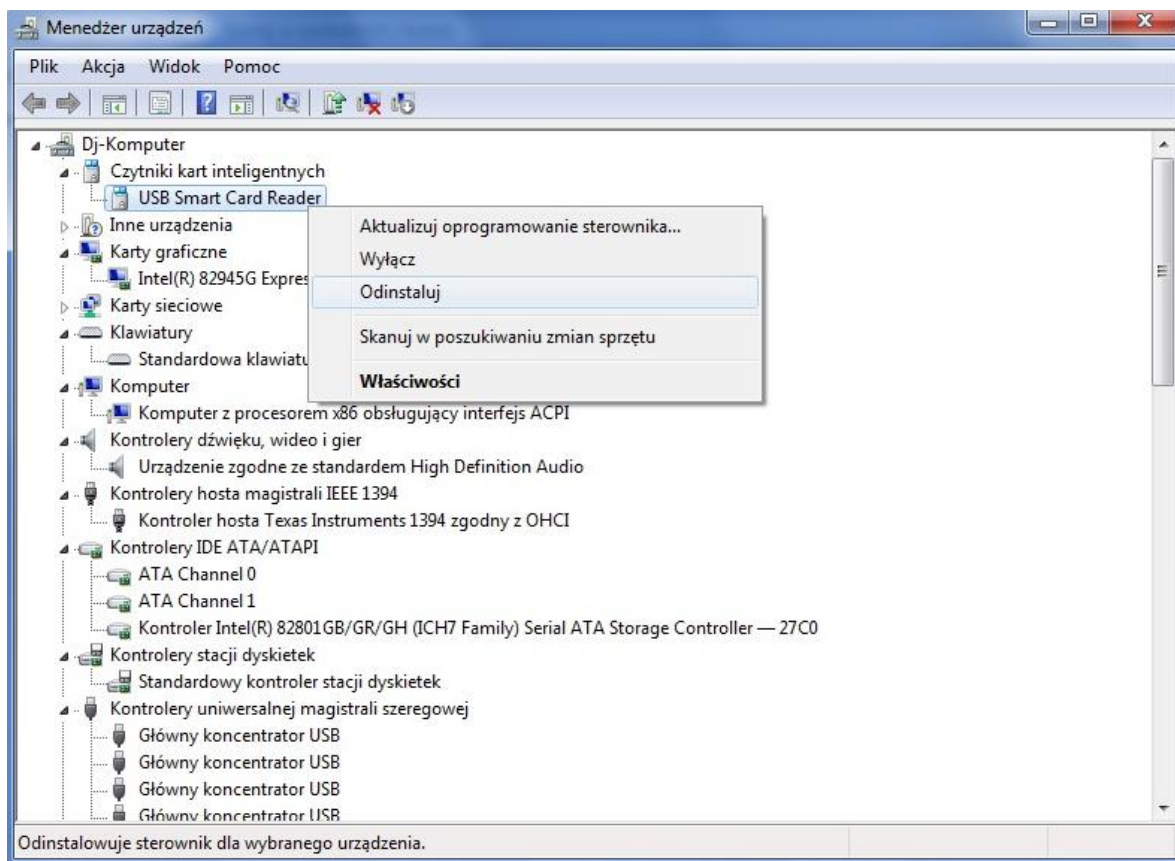 Menedżer urządzeń
Plik Akcja Widok Pomoc
Dj-Komputer
Czytniki kart inteligentnych
USB Smart Card Reader
Inne urządzenia
Aktualizuj oprogramowanie sterownika...
Karty graficzne
Wyłącz
Intel(R) 82945G Expres
Odinstaluj
Karty sieciowe
Klawiatury
Skanuj w poszukiwaniu zmian sprzętu
Standardowa klawiatu
Komputer
Właściwości
Komputer z procesorem x86 obsługujący interfejs ACPI
Kontrolery dźwięku, wideo i gier
Urządzenie zgodne ze standardem High Definition Audio
Kontrolery hosta magistrali IEEE 1394
Kontroler hosta Texas Instruments 1394 zgodny z OHCI
Kontrolery IDE ATA/ATAPI
ATA Channel 0
ATA Channel 1
Kontroler Intel(R) 82801GB/GR/GH (ICH7 Family) Serial ATA Storage Controller — 27C0
Kontrolery stacji dyskietek
Standardowy kontroler stacji dyskietek
Kontrolery uniwersalnej magistrali szeregowej
Główny koncentrator USB
Główny koncentrator USB
Główny koncentrator USB
Główny koncentrator USB
Odinstalowuje sterownik dla wybranego urządzenia.